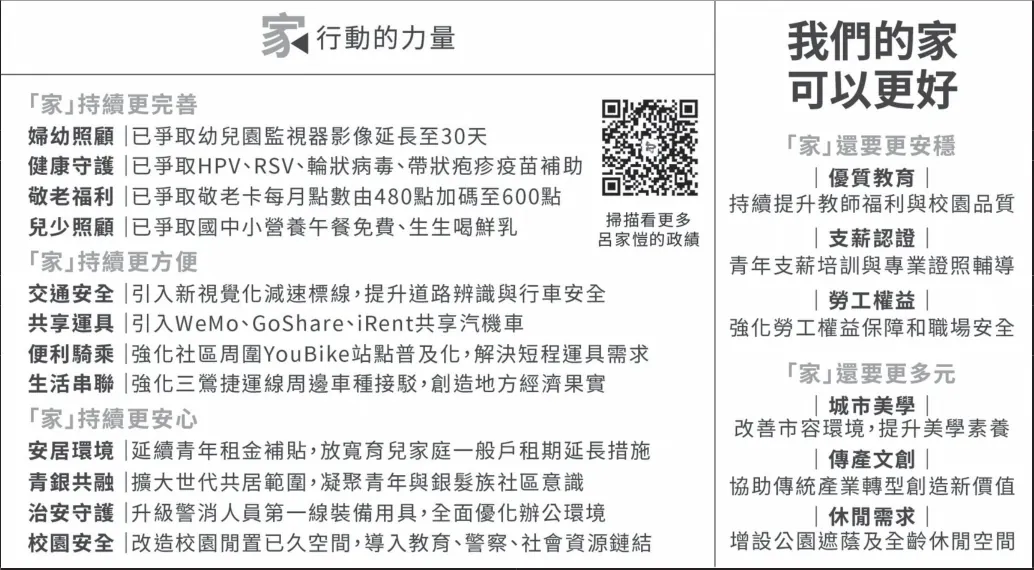 家 行動的力量
「家」持續更完善
婦幼照顧|已爭取幼兒園監視器影像延長至30天
健康守護|已爭取HPV、RSV、輪狀病毒、帶狀疱疹疫苗補助
敬老福利|已爭取敬老卡每月點數由480點加碼至600點
兒少照顧|已爭取國中小營養午餐免費、生生喝鮮乳
掃描看更多
呂家愷的政績
「家」持續更方便
交通安全|引入新視覺化減速標線,提升道路辨識與行車安全
共享運具|引入WeMo、GoShare、iRent共享汽機車
便利騎乘|強化社區周圍YouBike站點普及化,解決短程運具需求
生活串聯|強化三鶯捷運線周邊車種接駁,創造地方經濟果實
「家」持續更安心
安居環境|延續青年租金補貼,放寬育兒家庭一般戶租期延長措施
青銀共融|擴大世代共居範圍,凝聚青年與銀髮族社區意識
治安守護|升級警消人員第一線裝備用具,全面優化辦公環境
校園安全|改造校園閒置已久空間,導入教育、警察、社會資源鏈結
我們的家
可以更好
「家」還要更安穩
|優質教育|
持續提升教師福利與校園品質
|支薪認證|
青年支薪培訓與專業證照輔導
|勞工權益|
強化勞工權益保障和職場安全
「家」還要更多元
|城市美學|
改善市容環境,提升美學素養
|傳產文創|
協助傳統產業轉型創造新價值
|休閒需求|
增設公園遮蔭及全齡休閒空間